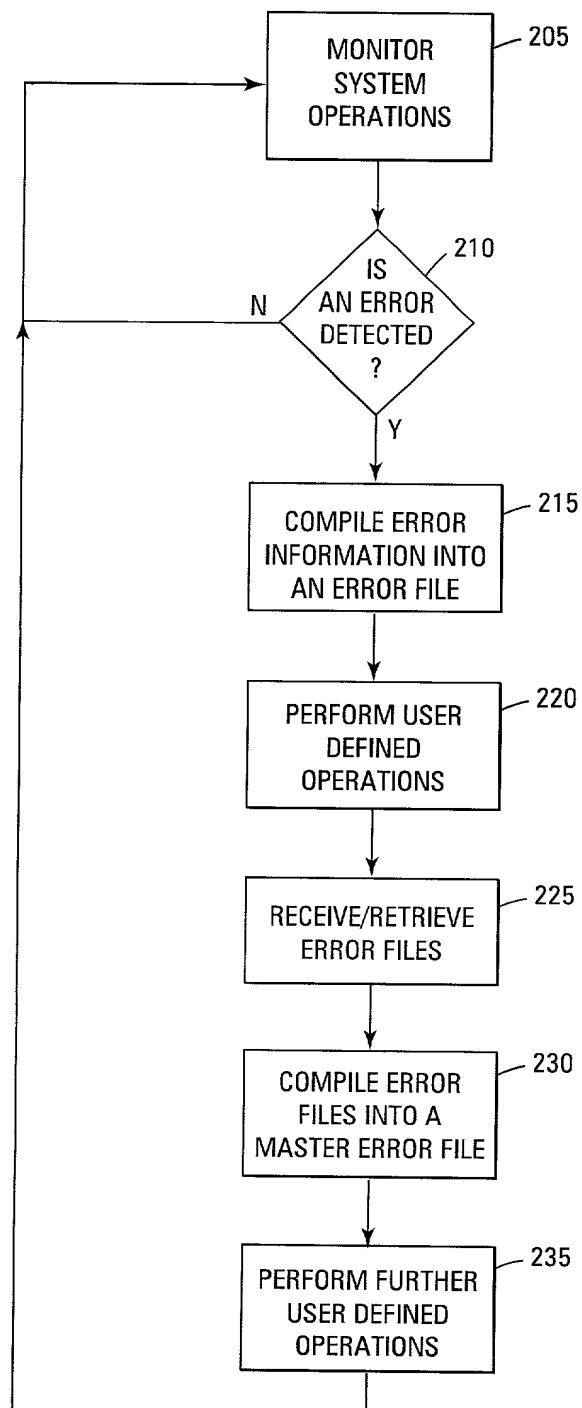 MONITOR
SYSTEM
OPERATIONS
205
IS
AN ERROR
DETECTED
?
210
N
Y
COMPILE ERROR
INFORMATION INTO
AN ERROR FILE
215
PERFORM USER
DEFINED
OPERATIONS
220
RECEIVE/RETRIEVE
ERROR FILES
225
COMPILE ERROR
FILES INTO A
MASTER ERROR FILE
230
PERFORM FURTHER
USER DEFINED
OPERATIONS
235